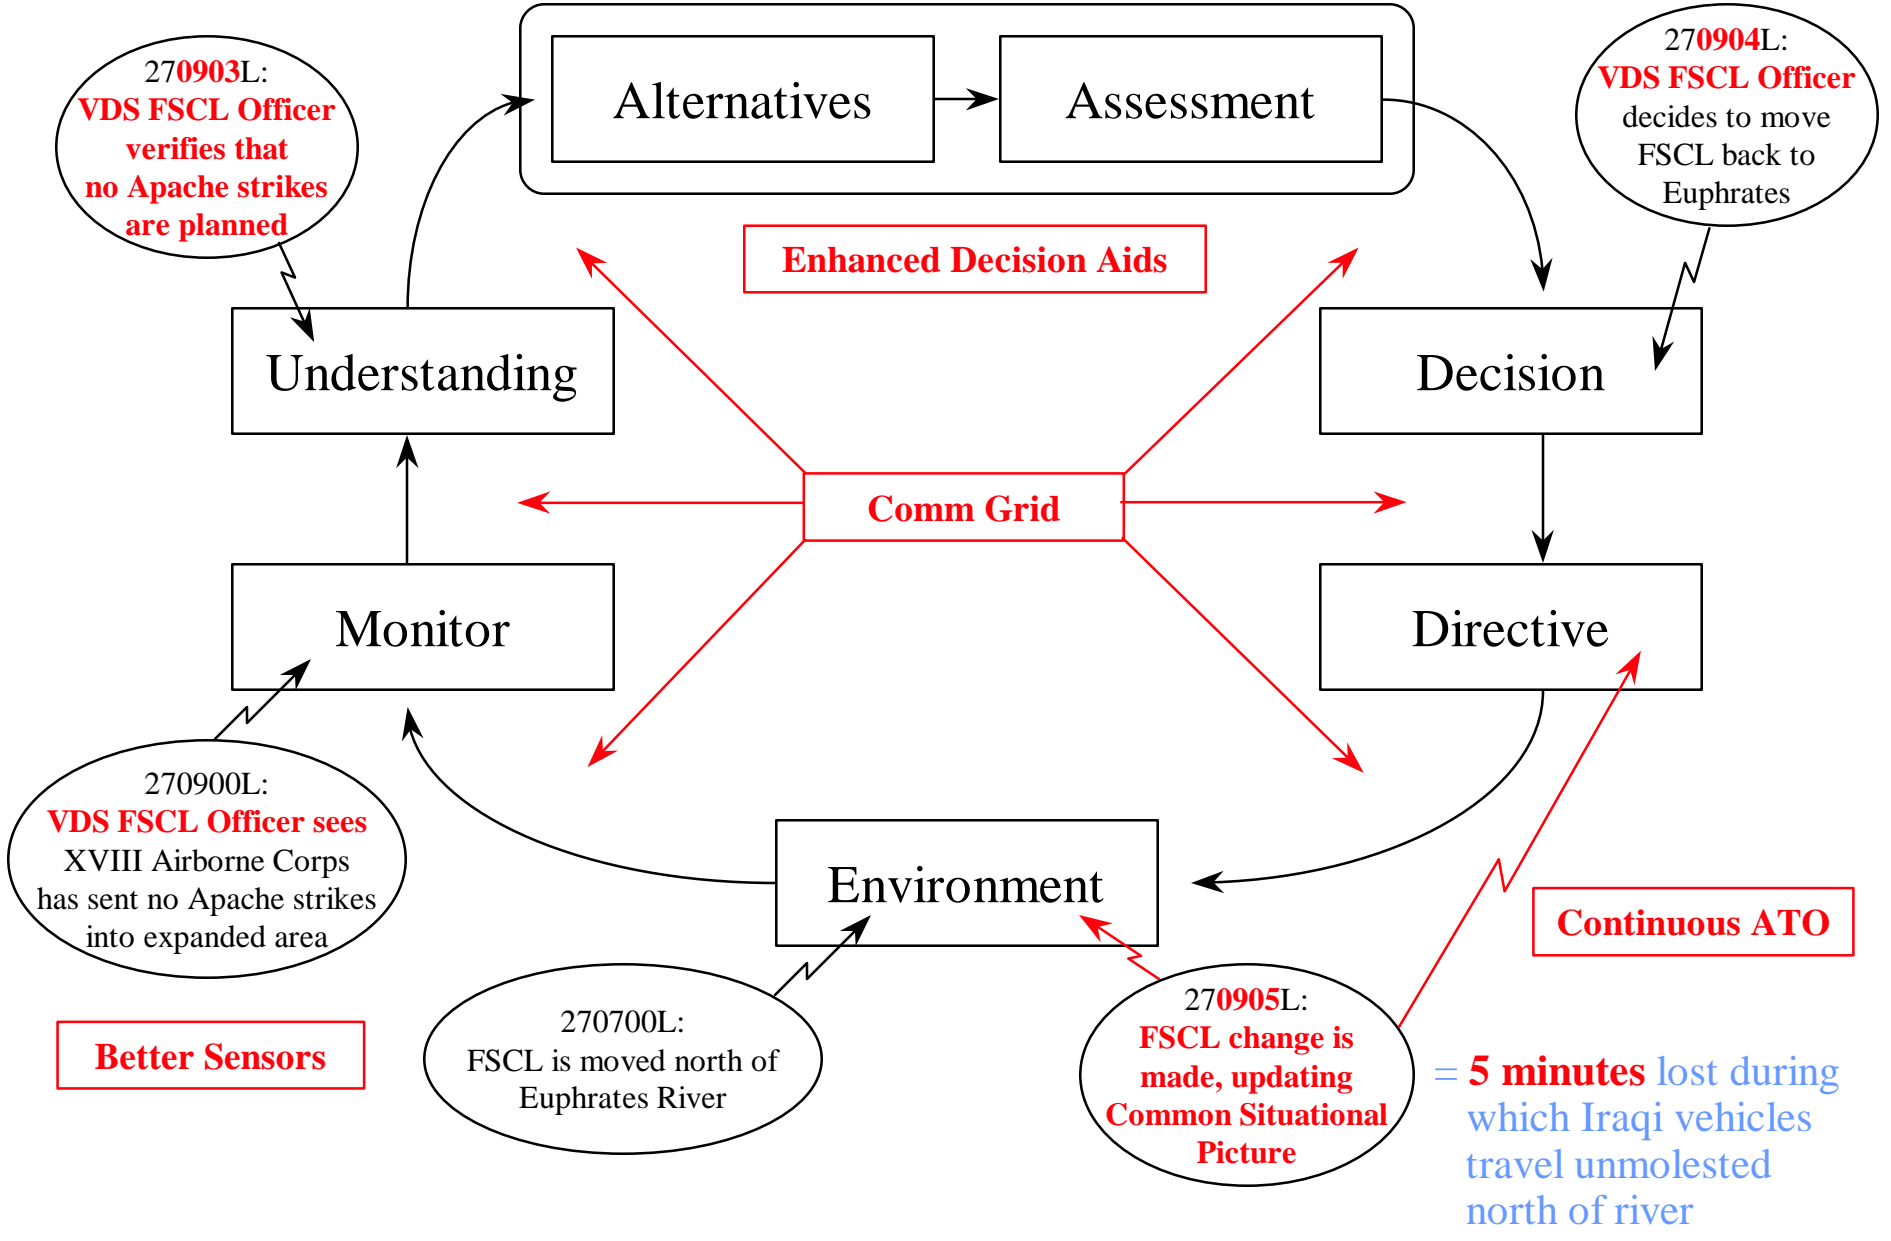 270903L:
VDS FSCL Officer
verifies that
no Apache strikes
are planned
Alternatives
Assessment
270904L:
VDS FSCL Officer
decides to move
FSCL back to
Euphrates
Enhanced Decision Aids
Understanding
Decision
Comm Grid
Monitor
Directive
270900L:
VDS FSCL Officer sees
XVIII Airborne Corps
has sent no Apache strikes
into expanded area
Environment
Continuous ATO
Better Sensors
270700L:
FSCL is moved north of
Euphrates River
270905L:
FSCL change is
made, updating
Common Situational
Picture
= 5 minutes lost during
which Iraqi vehicles
travel unmolested
north of river